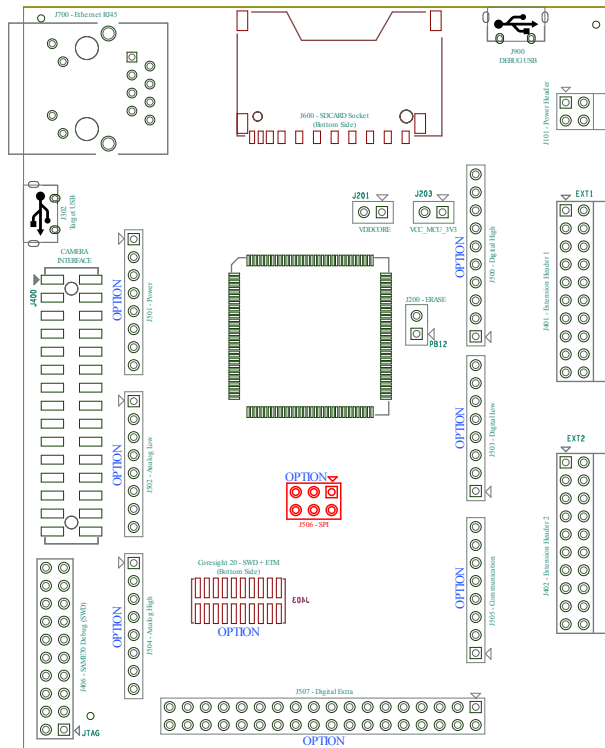 J700 - Ethernet RJ45
J900
DEBUG USB
J600 - SDCARD Socket
(Bottom Side)
J101 - Power Header
J302
Target USB
J201
VDDCORE
J203
VCC_MCU_3V3
OPTION
J500 - Digital High
EXT1
J401 - Extension Header 1
CAMERA
INTERFACE
J400
OPTION
J501 - Power
J200 - ERASE
PB12
OPTION
J502 - Analog Low
OPTION
J503 - Digital Low
EXT2
J402 - Extension Header 2
OPTION
J506 - SPI
Coresight 20 - SWD + ETM
(Bottom Side)
J403
OPTION
OPTION
J504 - Analog High
OPTION
J505 - Communication
J406 - SAME70 Debug (SWD)
JTAG
J507 - Digital Extra
OPTION